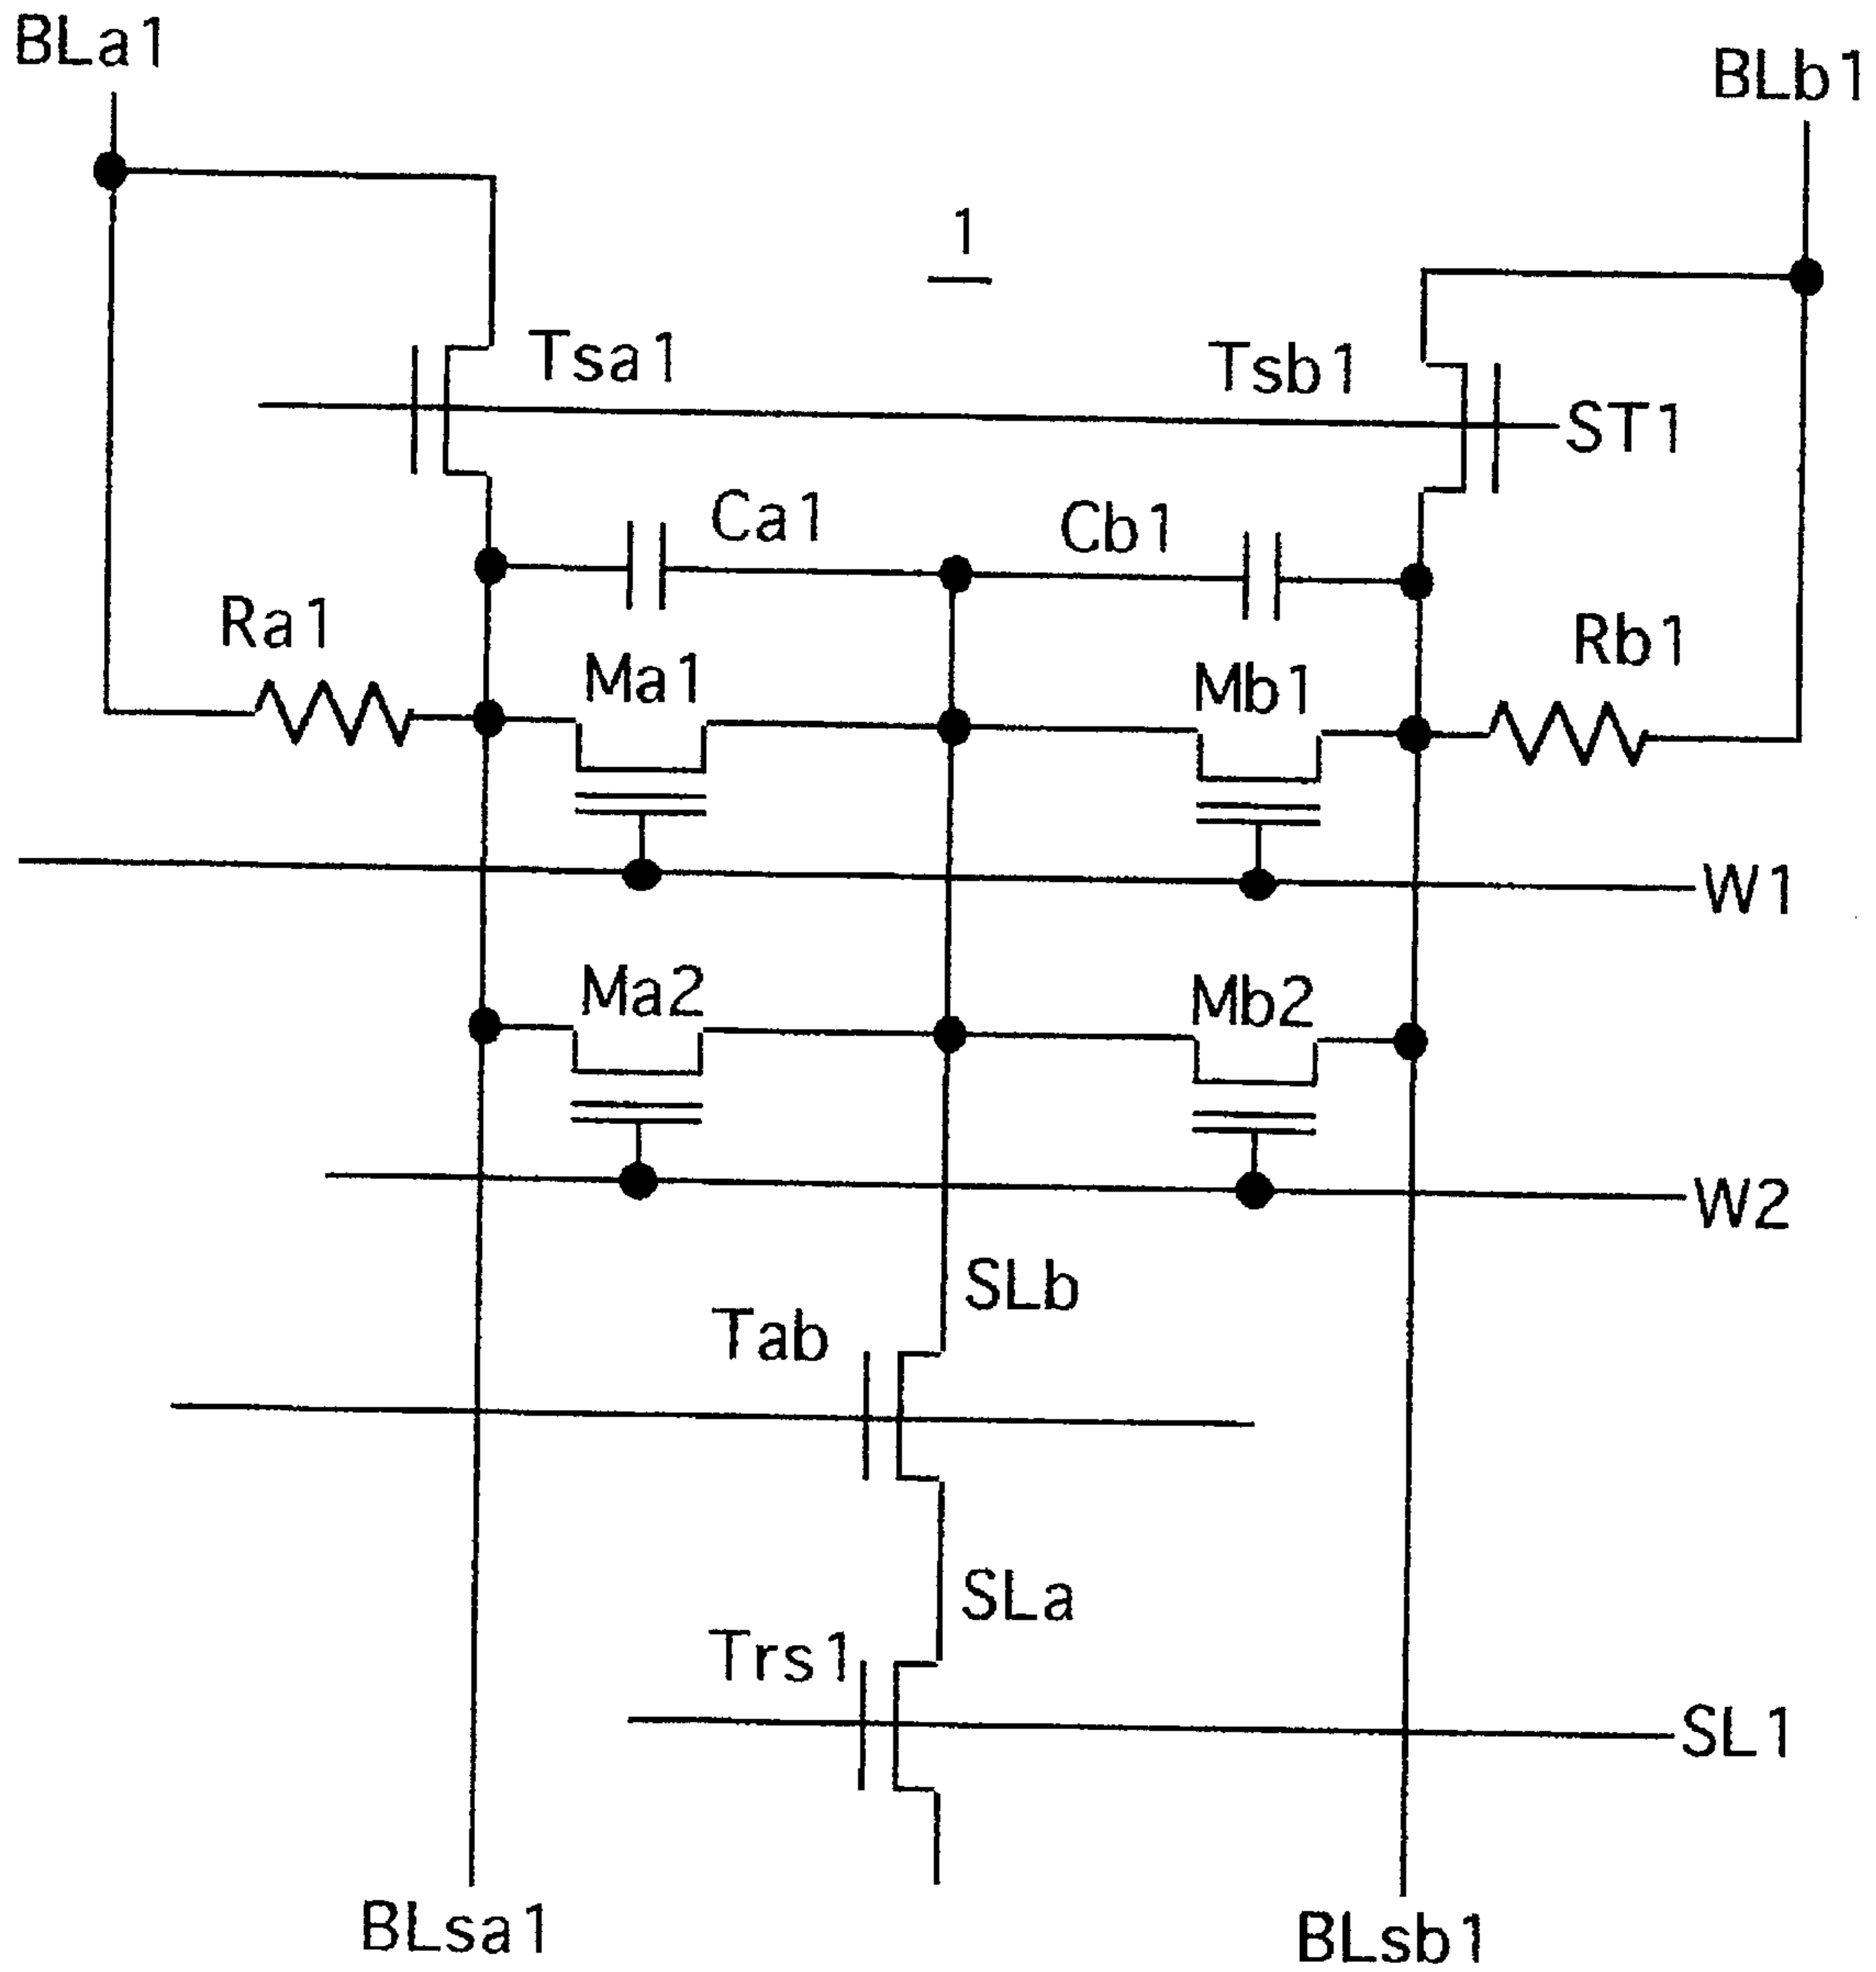 BLa1
BLb1
1
Tsa1
Tsb1
ST1
Ca1
Cb1
Ra1
Rb1
Ma1
Mb1
W1
Ma2
Mb2
W2
SLb
Tab
SLa
Trs1
SL1
BLsa1
BLsb1